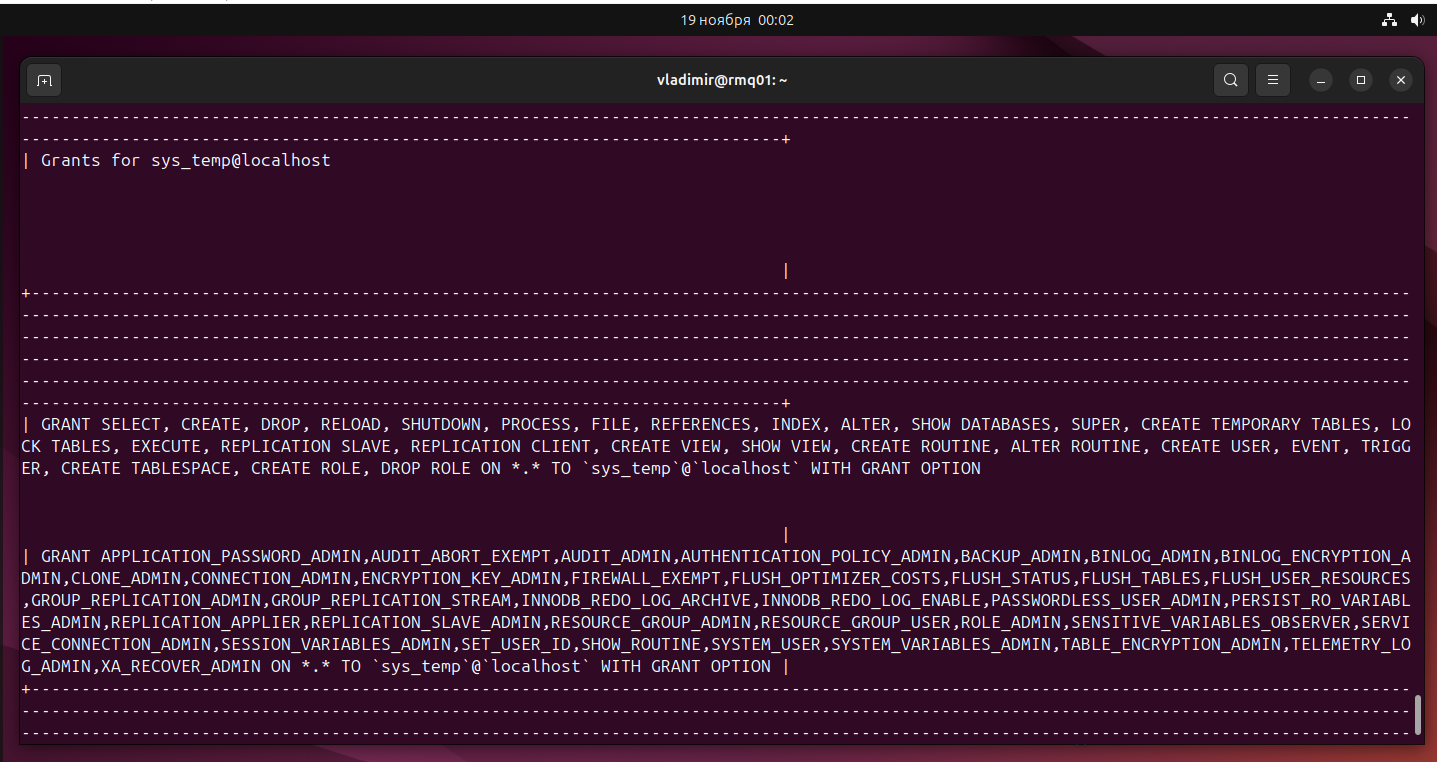 19 ноября 00:02
vladimir@rmq01: ~
| Grants for sys_temp@localhost
| GRANT SELECT, CREATE, DROP, RELOAD, SHUTDOWN, PROCESS, FILE, REFERENCES, INDEX, ALTER, SHOW DATABASES, SUPER, CREATE TEMPORARY TABLES, LO
CK TABLES, EXECUTE, REPLICATION SLAVE, REPLICATION CLIENT, CREATE VIEW, SHOW VIEW, CREATE ROUTINE, ALTER ROUTINE, CREATE USER, EVENT, TRIGG
ER, CREATE TABLESPACE, CREATE ROLE, DROP ROLE ON *.* TO `sys_temp`@`localhost` WITH GRANT OPTION
|
| GRANT APPLICATION_PASSWORD_ADMIN,AUDIT_ABORT_EXEMPT,AUDIT_ADMIN,AUTHENTICATION_POLICY_ADMIN,BACKUP_ADMIN,BINLOG_ADMIN,BINLOG_ENCRYPTION_A
DMIN,CLONE_ADMIN,CONNECTION_ADMIN,ENCRYPTION_KEY_ADMIN,FIREWALL_EXEMPT,FLUSH_OPTIMIZER_COSTS,FLUSH_STATUS,FLUSH_TABLES,FLUSH_USER_RESOURCES
,GROUP_REPLICATION_ADMIN,GROUP_REPLICATION_STREAM,INNODB_REDO_LOG_ARCHIVE,INNODB_REDO_LOG_ENABLE,PASSWORDLESS_USER_ADMIN,PERSIST_RO_VARIABL
ES_ADMIN,REPLICATION_APPLIER,REPLICATION_SLAVE_ADMIN,RESOURCE_GROUP_ADMIN,RESOURCE_GROUP_USER,ROLE_ADMIN,SENSITIVE_VARIABLES_OBSERVER,SERVI
CE_CONNECTION_ADMIN,SESSION_VARIABLES_ADMIN,SET_USER_ID,SHOW_ROUTINE,SYSTEM_USER,SYSTEM_VARIABLES_ADMIN,TABLE_ENCRYPTION_ADMIN,TELEMETRY_LO
G_ADMIN,XA_RECOVER_ADMIN ON *.* TO `sys_temp`@`localhost` WITH GRANT OPTION |